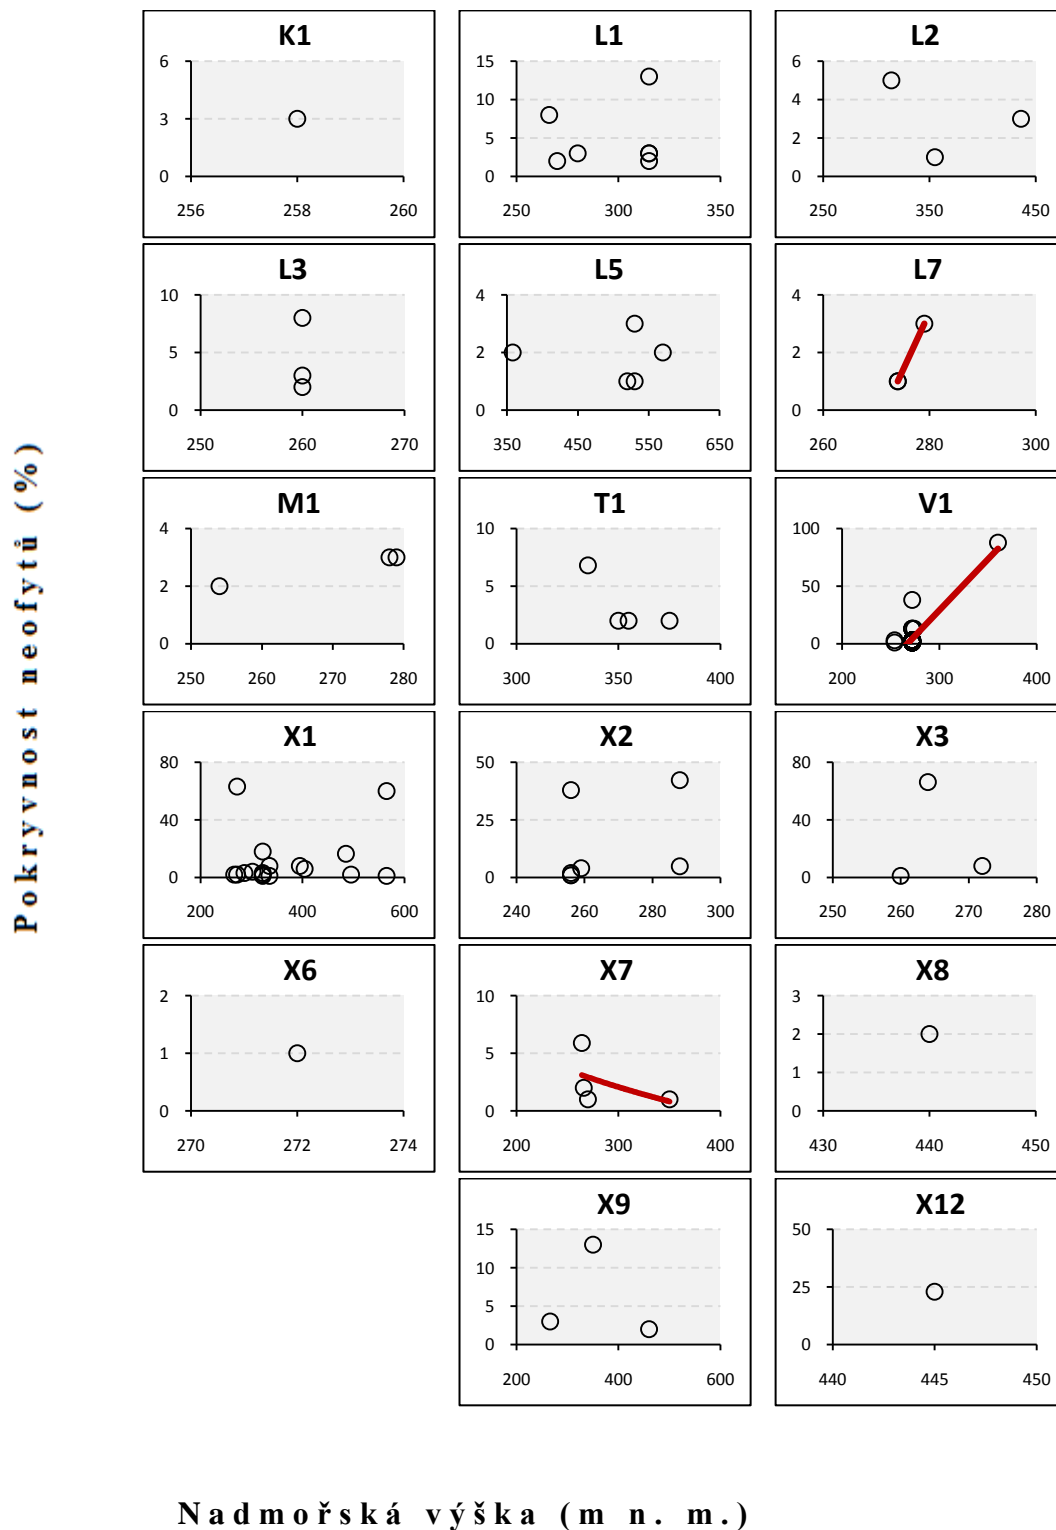 Pokryvnost neofytů (%)
K1
6
3
0
256 258 260
L1
15
10
5
0
250 300 350
L2
6
4
2
0
250 350 450
L3
10
5
0
250 260 270
L5
4
2
0
350 450 550 650
L7
4
2
0
260 280 300
M1
4
2
0
250 260 270 280
T1
10
5
0
300 350 400
V1
100
50
0
200 300 400
X1
80
40
0
200 400 600
X2
50
25
0
240 260 280 300
X3
80
40
0
250 260 270 280
X6
2
1
0
270 272 274
X7
10
5
0
200 300 400
X8
3
2
1
0
430 440 450
X9
15
10
5
0
200 400 600
X12
50
25
0
440 445 450
Nadmořská výška (m n. m.)